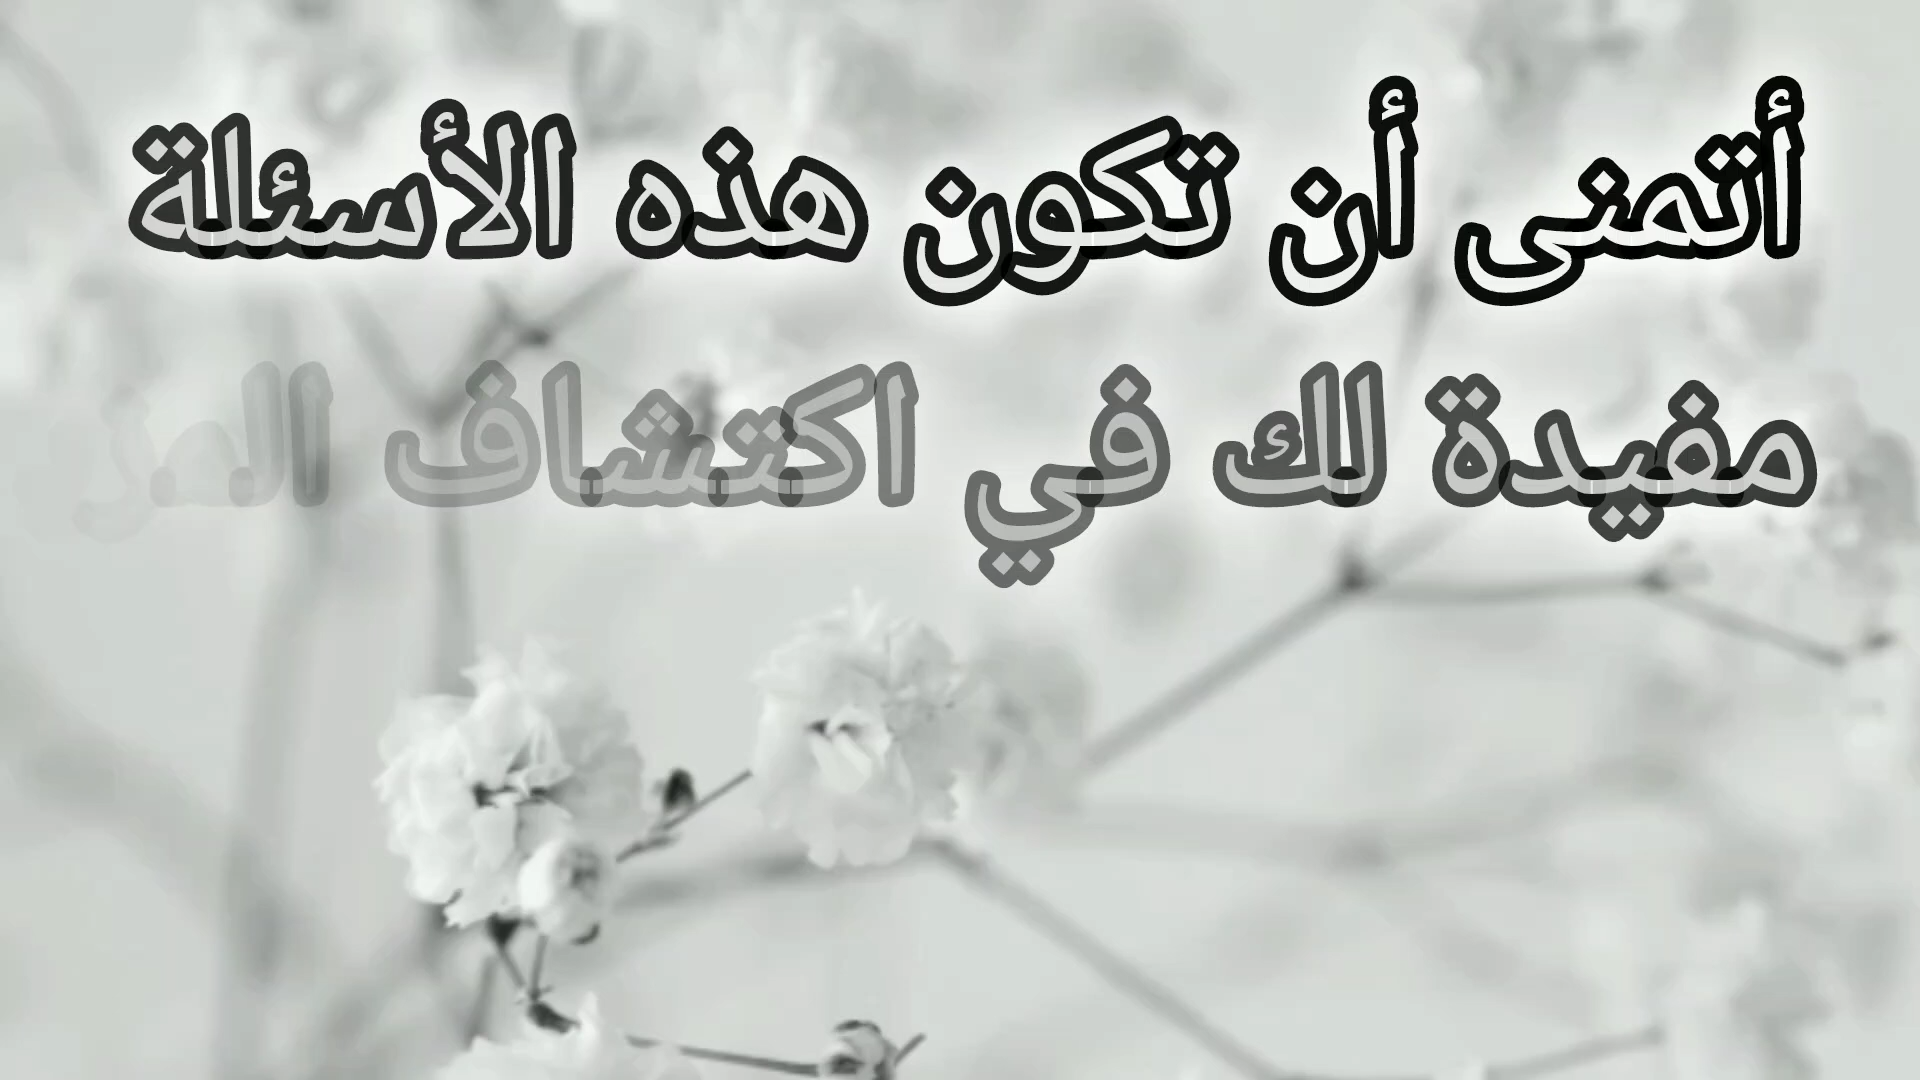 أتمنى أن تكون هذه الأسئلة
مفيدة لك في اكتشاف